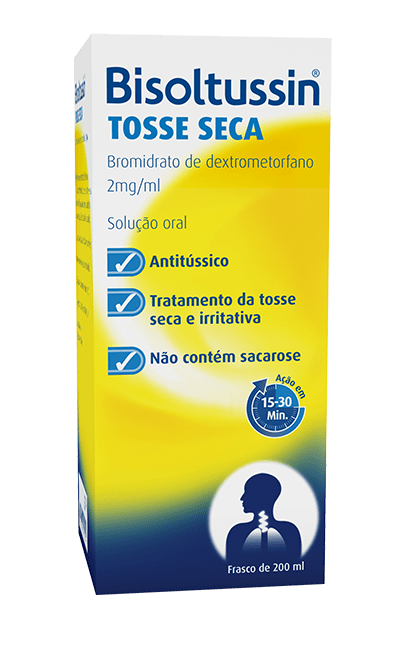 Bisoltussin®
TOSSE SECA
Bromidrato de dextrometorfano
2mg/ml
Solução oral
Antitússico
Tratamento da tosse
seca e irritativa
Não contém sacarose
Ação em
15-30
Min.
Frasco de 200 ml